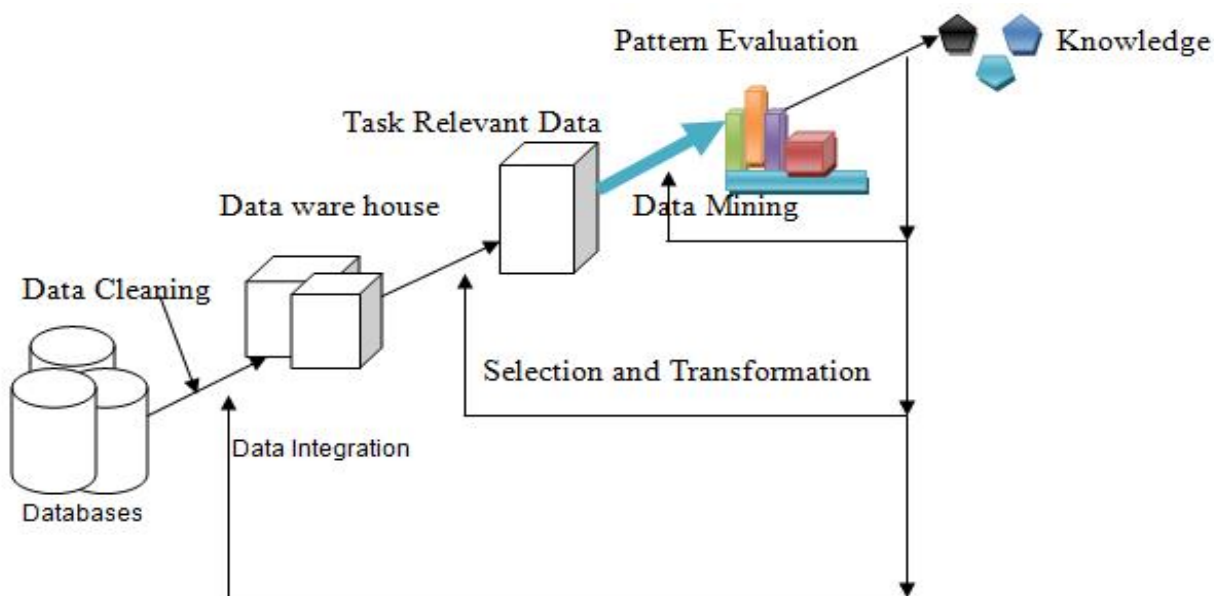 Pattern Evaluation
Knowledge
Task Relevant Data
Data ware house
Data Mining
Data Cleaning
Selection and Transformation
Data Integration
Databases